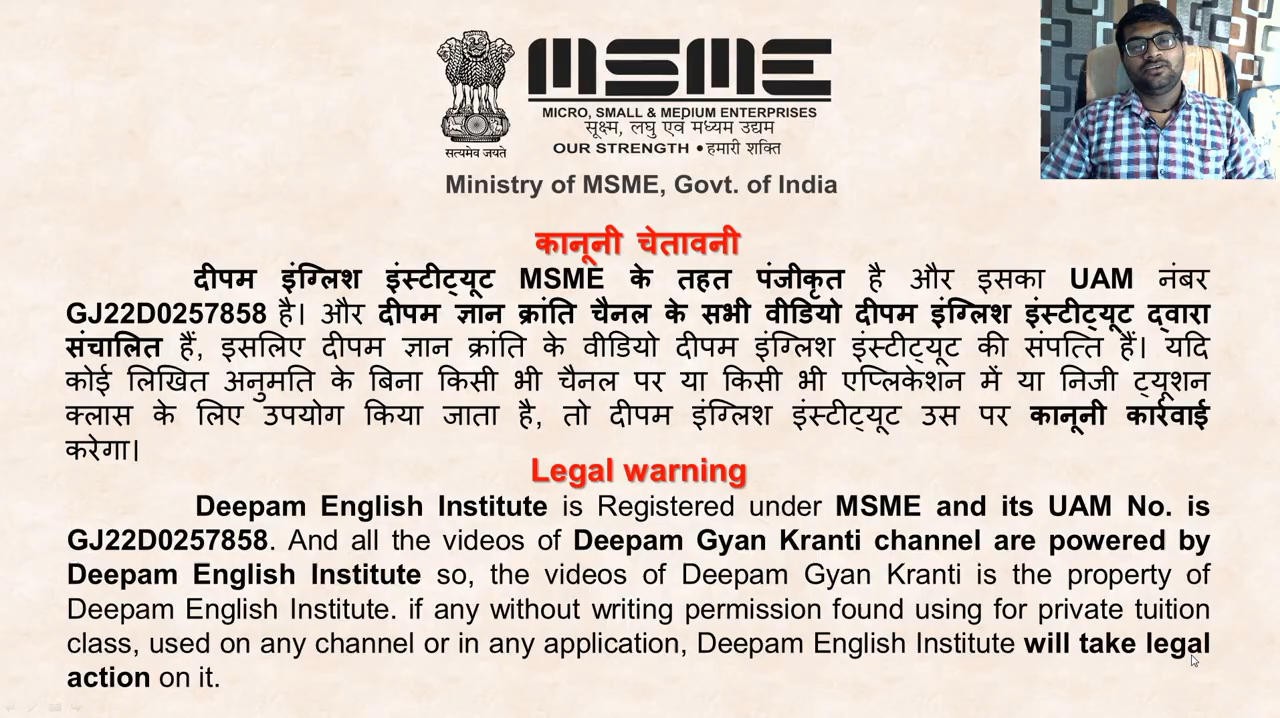 MSME
MICRO, SMALL & MEDIUM ENTERPRISES
सूक्ष्म, लघु एवं मध्यम उद्यम
OUR STRENGTH • हमारी शक्ति
सत्यमेव जयते
Ministry of MSME, Govt. of India
कानूनी चेतावनी
दीपम इंग्लिश इंस्टीट्यूट MSME के तहत पंजीकृत है और इसका UAM नंबर
GJ22D0257858 है। और दीपम ज्ञान क्रांति चैनल के सभी वीडियो दीपम इंग्लिश इंस्टीट्यूट द्वारा
संचालित हैं, इसलिए दीपम ज्ञान क्रांति के वीडियो दीपम इंग्लिश इंस्टीट्यूट की संपत्ति हैं। यदि
कोई लिखित अनुमति के बिना किसी भी चैनल पर या किसी भी एप्लिकेशन में या निजी ट्यूशन
क्लास के लिए उपयोग किया जाता है, तो दीपम इंग्लिश इंस्टीट्यूट उस पर कानूनी कार्रवाई
करेगा।
Legal warning
Deepam English Institute is Registered under MSME and its UAM No. is
GJ22D0257858. And all the videos of Deepam Gyan Kranti channel are powered by
Deepam English Institute so, the videos of Deepam Gyan Kranti is the property of
Deepam English Institute. if any without writing permission found using for private tuition
class, used on any channel or in any application, Deepam English Institute will take legal
action on it.